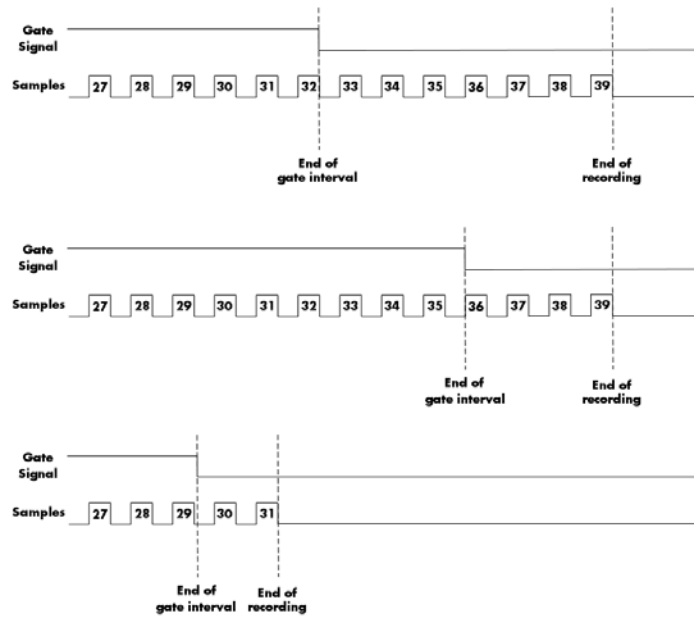 Gate
Signal
Samples 27 28 29 30 31 32 33 34 35 36 37 38 39
End of
gate interval
End of
recording
Gate
Signal
Samples 27 28 29 30 31 32 33 34 35 36 37 38 39
End of
gate interval
End of
recording
Gate
Signal
Samples 27 28 29 30 31
End of
gate interval
End of
recording